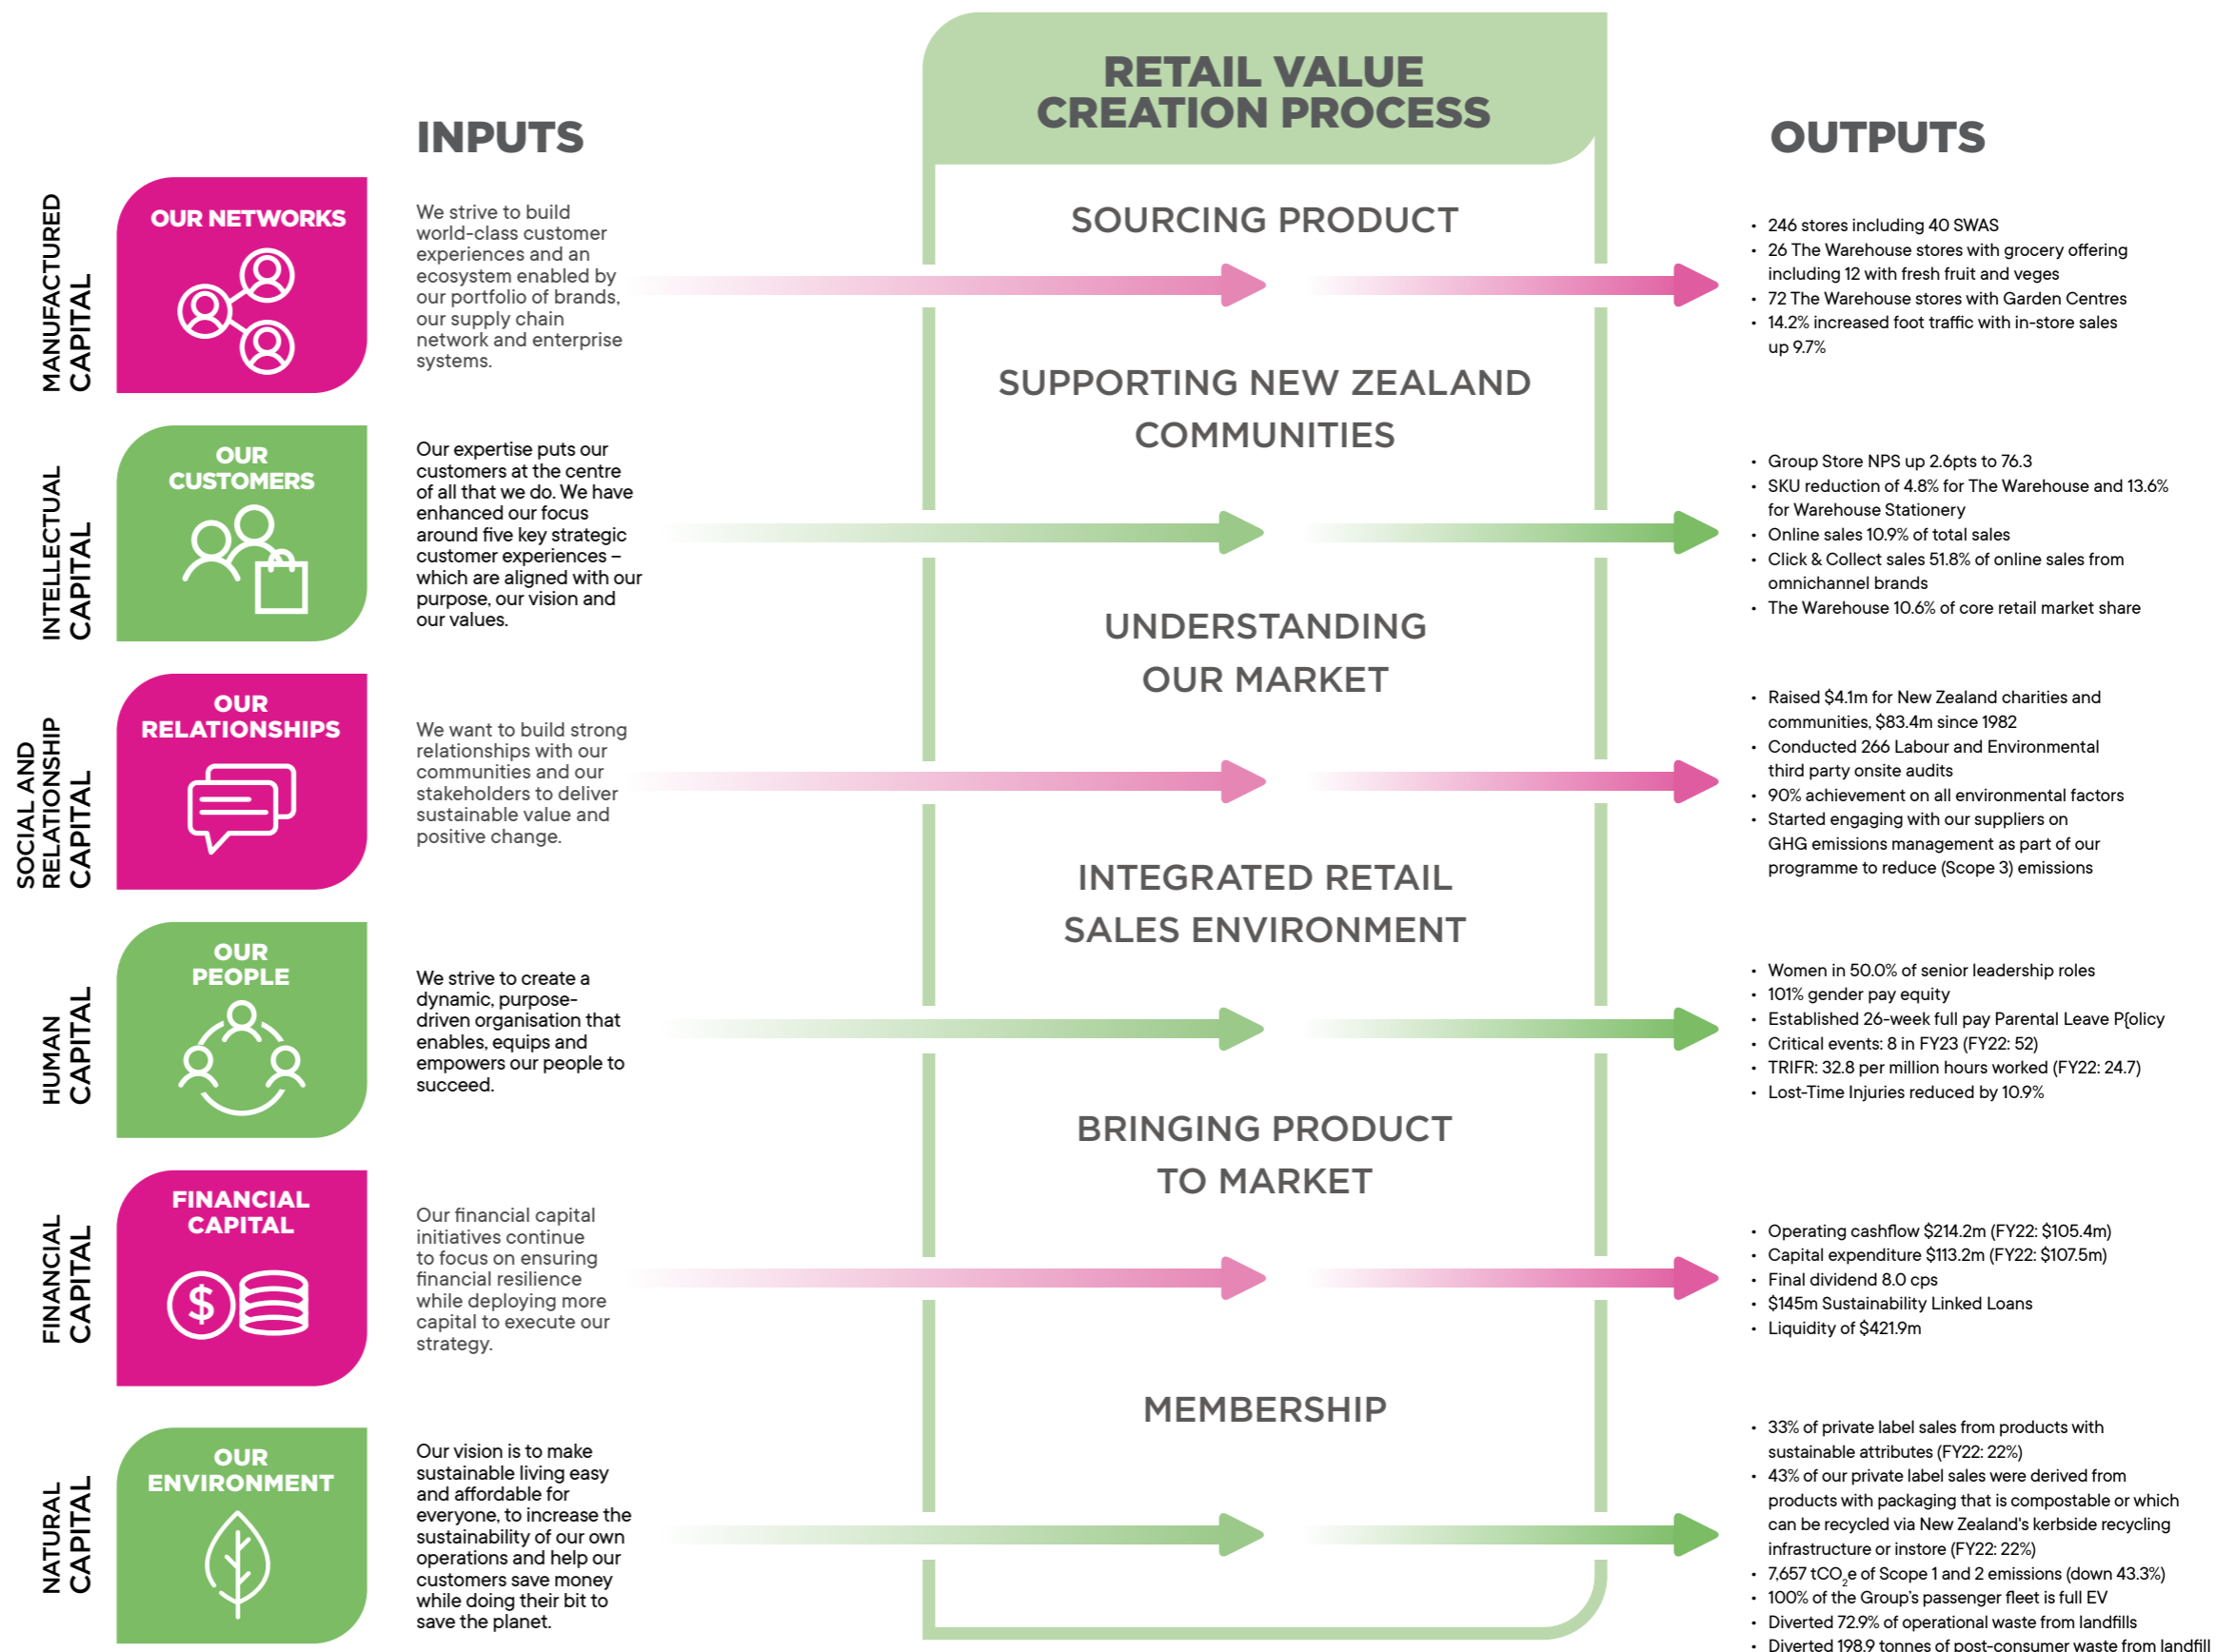 RETAIL VALUE
CREATION PROCESS
INPUTS
OUTPUTS
MANUFACTURED
CAPITAL
OUR NETWORKS
We strive to build
world-class customer
experiences and an
ecosystem enabled by
our portfolio of brands,
our supply chain
network and enterprise
systems.
SOURCING PRODUCT
• 246 stores including 40 SWAS
• 26 The Warehouse stores with grocery offering
including 12 with fresh fruit and veges
• 72 The Warehouse stores with Garden Centres
• 14.2% increased foot traffic with in-store sales
up 9.7%
SUPPORTING NEW ZEALAND
COMMUNITIES
INTELLECTUAL
CAPITAL
OUR
CUSTOMERS
Our expertise puts our
customers at the centre
of all that we do. We have
enhanced our focus
around five key strategic
customer experiences –
which are aligned with our
purpose, our vision and
our values.
• Group Store NPS up 2.6pts to 76.3
• SKU reduction of 4.8% for The Warehouse and 13.6%
for Warehouse Stationery
• Online sales 10.9% of total sales
• Click & Collect sales 51.8% of online sales from
omnichannel brands
• The Warehouse 10.6% of core retail market share
UNDERSTANDING
OUR MARKET
SOCIAL AND
RELATIONSHIP
CAPITAL
OUR
RELATIONSHIPS
We want to build strong
relationships with our
communities and our
stakeholders to deliver
sustainable value and
positive change.
• Raised $4.1m for New Zealand charities and
communities, $83.4m since 1982
• Conducted 266 Labour and Environmental
third party onsite audits
• 90% achievement on all environmental factors
• Started engaging with our suppliers on
GHG emissions management as part of our
programme to reduce (Scope 3) emissions
INTEGRATED RETAIL
SALES ENVIRONMENT
HUMAN
CAPITAL
OUR
PEOPLE
We strive to create a
dynamic, purpose-
driven organisation that
enables, equips and
empowers our people to
succeed.
• Women in 50.0% of senior leadership roles
• 101% gender pay equity
• Established 26-week full pay Parental Leave P{olicy
• Critical events: 8 in FY23 (FY22: 52)
• TRIFR: 32.8 per million hours worked (FY22: 24.7)
• Lost-Time Injuries reduced by 10.9%
BRINGING PRODUCT
TO MARKET
FINANCIAL
CAPITAL
FINANCIAL
CAPITAL
$
Our financial capital
initiatives continue
to focus on ensuring
financial resilience
while deploying more
capital to execute our
strategy.
• Operating cashflow $214.2m (FY22: $105.4m)
• Capital expenditure $113.2m (FY22: $107.5m)
• Final dividend 8.0 cps
• $145m Sustainability Linked Loans
• Liquidity of $421.9m
MEMBERSHIP
NATURAL
CAPITAL
OUR
ENVIRONMENT
Our vision is to make
sustainable living easy
and affordable for
everyone, to increase the
sustainability of our own
operations and help our
customers save money
while doing their bit to
save the planet.
• 33% of private label sales from products with
sustainable attributes (FY22: 22%)
• 43% of our private label sales were derived from
products with packaging that is compostable or which
can be recycled via New Zealand's kerbside recycling
infrastructure or instore (FY22: 22%)
• 7,657 tCO₂e of Scope 1 and 2 emissions (down 43.3%)
• 100% of the Group's passenger fleet is full EV
• Diverted 72.9% of operational waste from landfills
• Diverted 198.9 tonnes of post-consumer waste from landfill